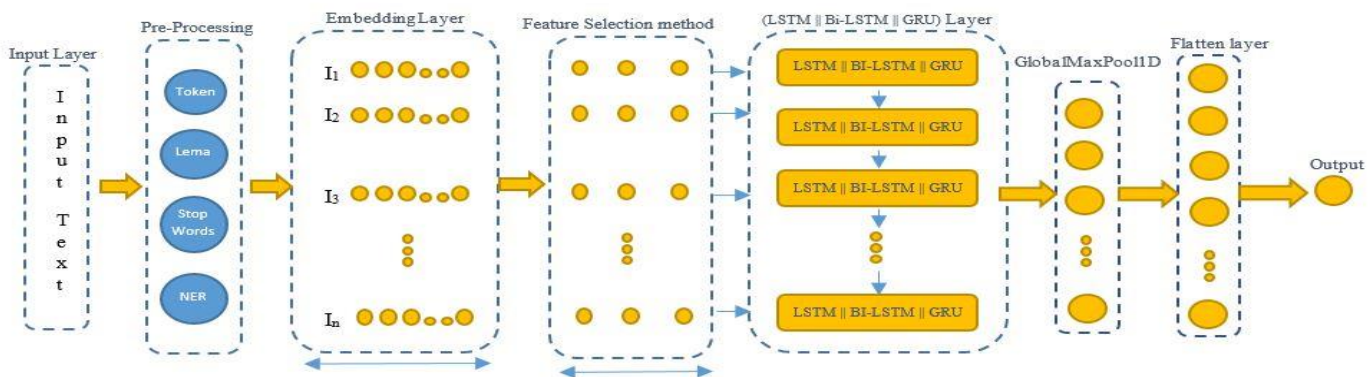 Input Layer
Input Text
Pre-Processing
Token
Lema
Stop
Words
NER
Embedding Layer
I1
I2
I3
In
Feature Selection method
(LSTM || Bi-LSTM || GRU) Layer
LSTM || BI-LSTM || GRU
LSTM || BI-LSTM || GRU
LSTM || BI-LSTM || GRU
LSTM || BI-LSTM || GRU
GlobalMaxPool1D
Flatten layer
Output